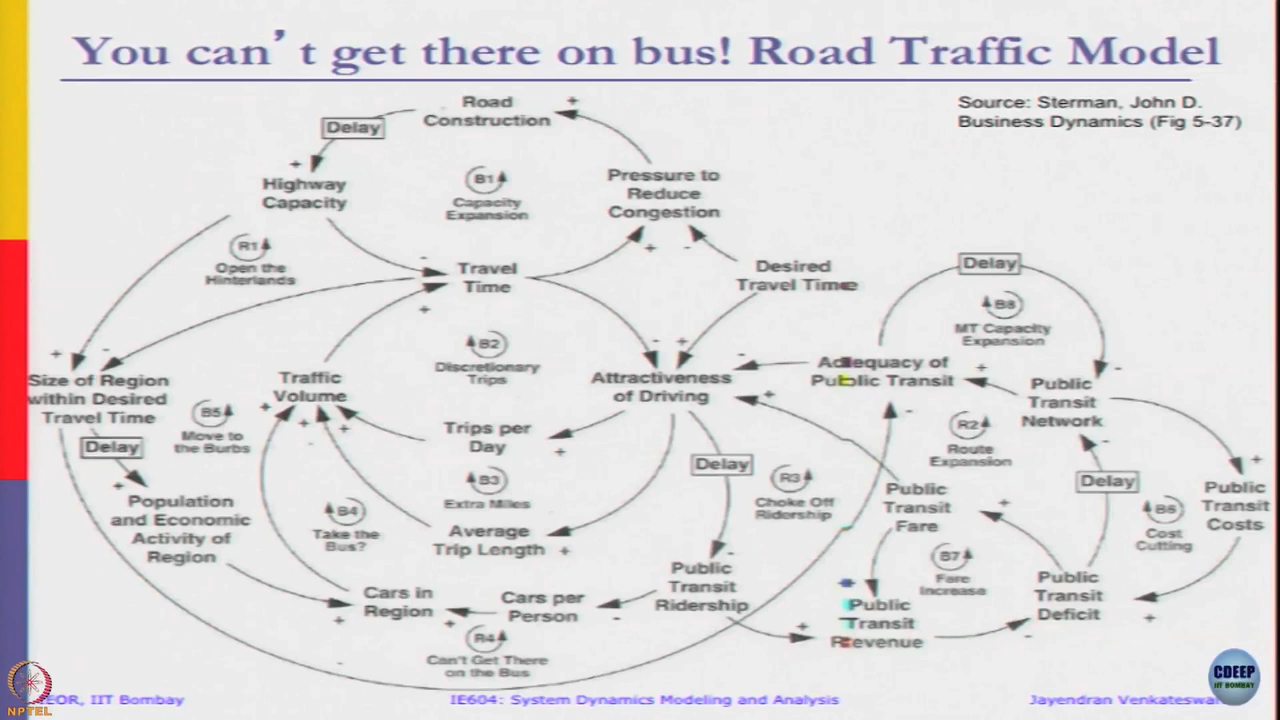 You can't get there on bus! Road Traffic Model
Source: Sterman, John D.
Business Dynamics (Fig 5-37)
Road
Construction
+
Delay
+
Highway
Capacity
B1
Capacity
Expansion
Pressure to
Reduce
Congestion
+
-
R1
Open the
Hinterlands
-
Travel
Time
+
Desired
Travel Time
Delay
B8
MT Capacity
Expansion
+
-
B2
Discretionary
Trips
-
+
-
Adequacy of
Public Transit
+
-
Size of Region
within Desired
Travel Time
Traffic
Volume
Attractiveness
of Driving
Public
Transit
Network
+
-
B5
Move to
the Burbs
+
+
-
+
Trips per
Day
+
R2
Route
Expansion
-
Delay
Delay
R3
Choke Off
Ridership
Delay
+
+
B3
Extra Miles
Public
Transit
Fare
+
Public
Transit
Costs
Population
and Economic
Activity of
Region
B4
Take the
Bus?
Average
Trip Length
+
B6
Cost
Cutting
-
B7
Fare
Increase
Public
Transit
Ridership
Cars in
Region
+
+
Cars per
Person
-
+
Public
Transit
Revenue
-
Public
Transit
Deficit
+
R4
Can't Get There
on the Bus
-
IEOR, IIT Bombay
IE604: System Dynamics Modeling and Analysis
Jayendran
NPTEL
CDEEP
IIT BOMBAY